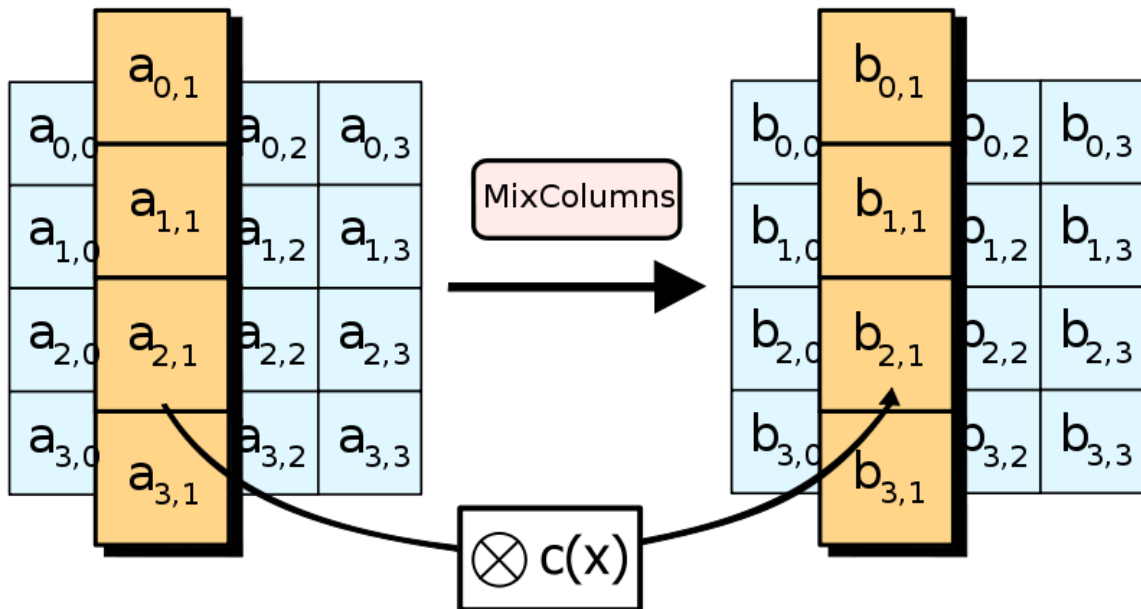 a0,1
a0,0 a0,2 a0,3
a1,1
a1,0 a1,2 a1,3
a2,1
a2,0 a2,2 a2,3
a3,0 a3,2 a3,3
a3,1
MixColumns
b0,1
b0,0 b0,2 b0,3
b1,1
b1,0 b1,2 b1,3
b2,1
b2,0 b2,2 b2,3
b3,0 b3,2 b3,3
b3,1
⊗ c(x)